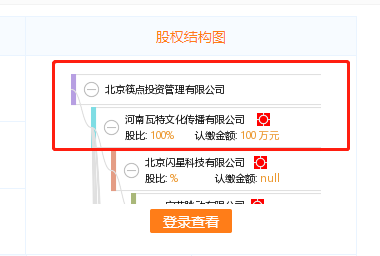 股权结构图
北京筷点投资管理有限公司
河南瓦特文化传播有限公司
股比: 100% 认缴金额: 100 万元
北京闪星科技有限公司
股比: % 认缴金额: null
登录查看